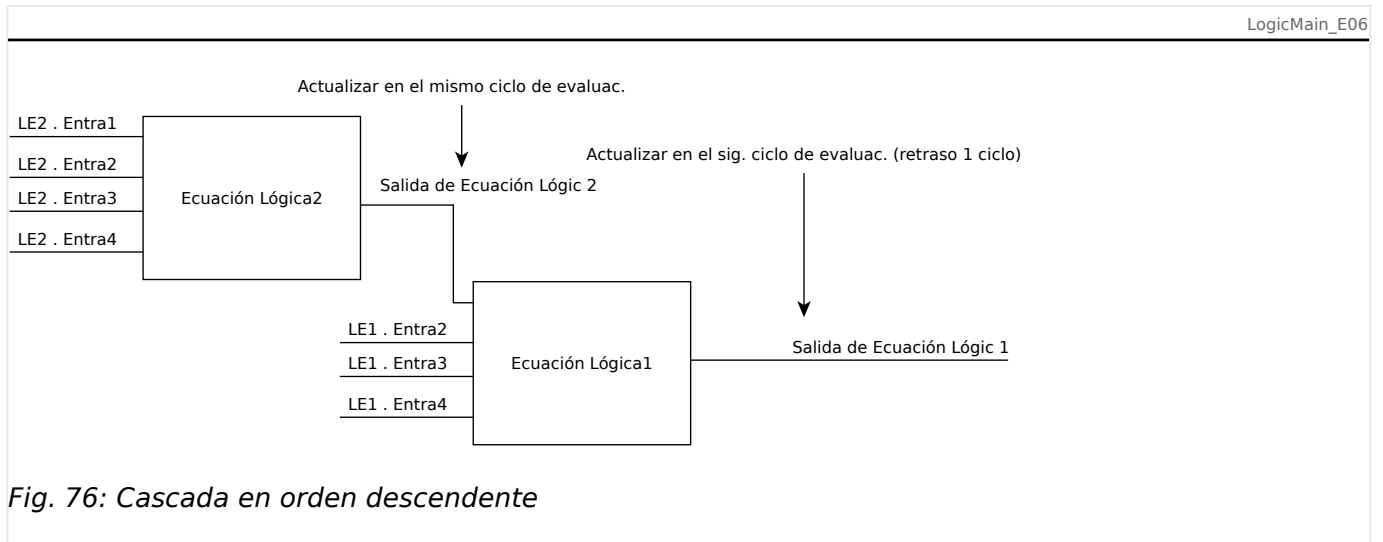 LogicMain_E06
Actualizar en el mismo ciclo de evaluac.
LE2 . Entra1
Actualizar en el sig. ciclo de evaluac. (retraso 1 ciclo)
LE2 . Entra2
Salida de Ecuación Lógic 2
LE2 . Entra3
Ecuación Lógica2
LE2 . Entra4
LE1 . Entra2
Salida de Ecuación Lógic 1
LE1 . Entra3
Ecuación Lógica1
LE1 . Entra4
Fig. 76: Cascada en orden descendente